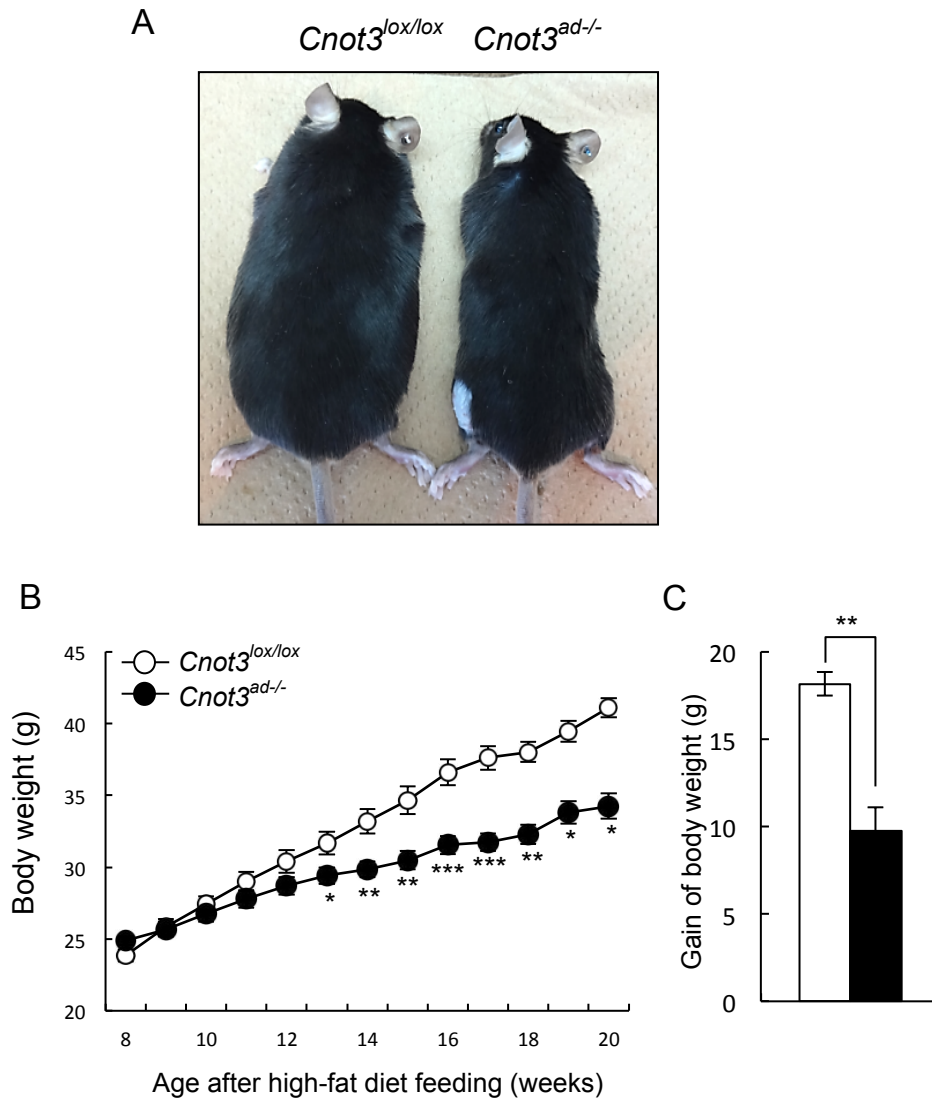 A
Cnot3lox/lox Cnot3ad-/-
B
45
40
35
30
25
20
Body weight (g)
Cnot3lox/lox
Cnot3ad-/-
* ** ** *** *** ** * *
8 10 12 14 16 18 20
Age after high-fat diet feeding (weeks)
C
**
20
15
10
5
0
Gain of body weight (g)